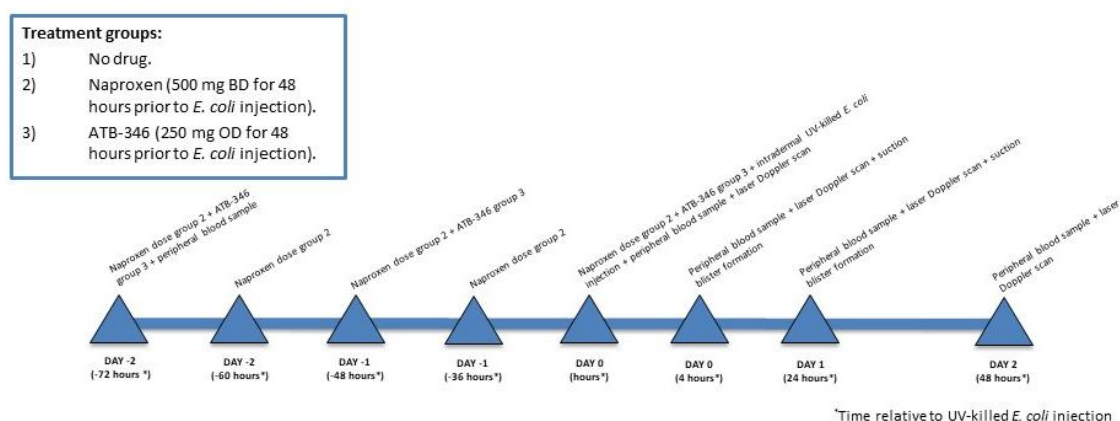 Treatment groups:
1) No drug.
2) Naproxen (500 mg BD for 48
hours prior to E. coli injection).
3) ATB-346 (250 mg OD for 48
hours prior to E. coli injection).
Naproxen dose group 2 + ATB-346
group 3 + peripheral blood sample
Naproxen dose group 2
Naproxen dose group 2 + ATB-346 group 3
Naproxen dose group 2
Naproxen dose group 2 + ATB-346 group 3 + intradermal UV-killed E. coli
injection + peripheral blood sample + laser Doppler scan
Peripheral blood sample + laser Doppler scan + suction
blister formation
Peripheral blood sample + laser Doppler scan + suction
blister formation
Peripheral blood sample + laser
Doppler scan
DAY -2
(-72 hours *)
DAY -2
(-60 hours*)
DAY -1
(-48 hours*)
DAY -1
(-36 hours*)
DAY 0
(hours*)
DAY 0
(4 hours*)
DAY 1
(24 hours*)
DAY 2
(48 hours*)
*Time relative to UV-killed E. coli injection